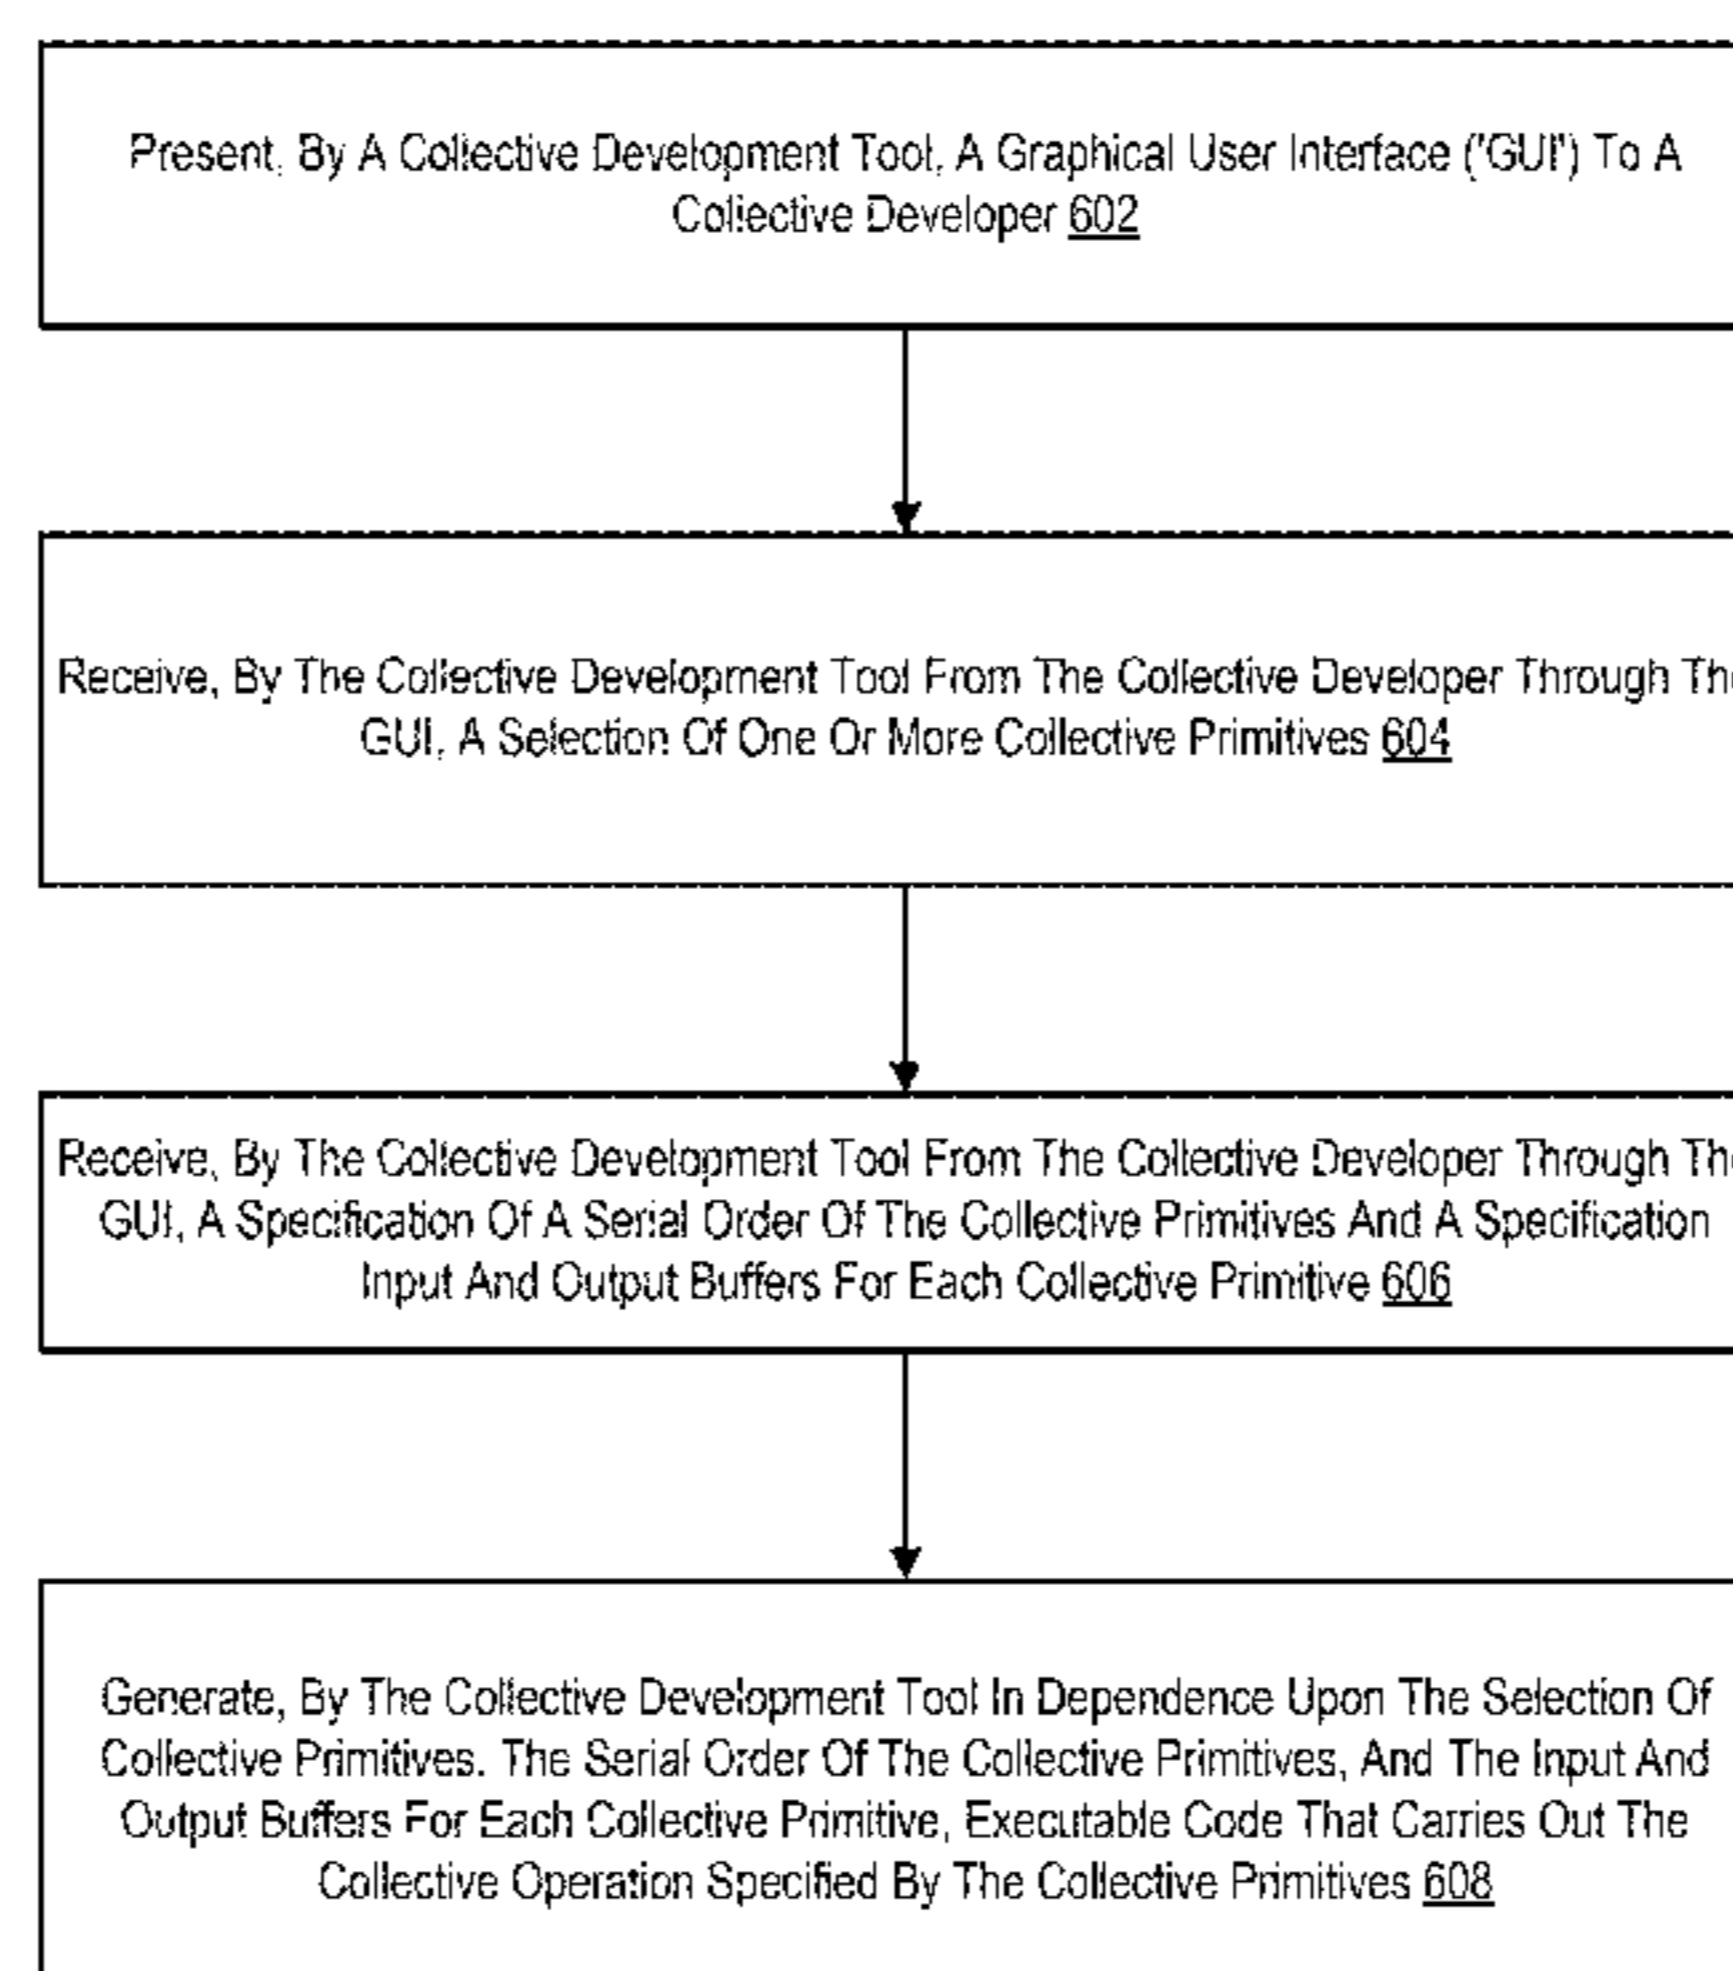 Present, By A Collective Development Tool, A Graphical User Interface ('GUI') To A
Collective Developer 602
Receive, By The Collective Development Tool From The Collective Developer Through The
GUI, A Selection Of One Or More Collective Primitives 604
Receive, By The Collective Development Tool From The Collective Developer Through The
GUI, A Specification Of A Serial Order Of The Collective Primitives And A Specification
Input And Output Buffers For Each Collective Primitive 606
Generate, By The Collective Development Tool In Dependence Upon The Selection Of
Collective Primitives. The Serial Order Of The Collective Primitives, And The Input And
Output Buffers For Each Collective Primitive, Executable Code That Carries Out The
Collective Operation Specified By The Collective Primitives 608